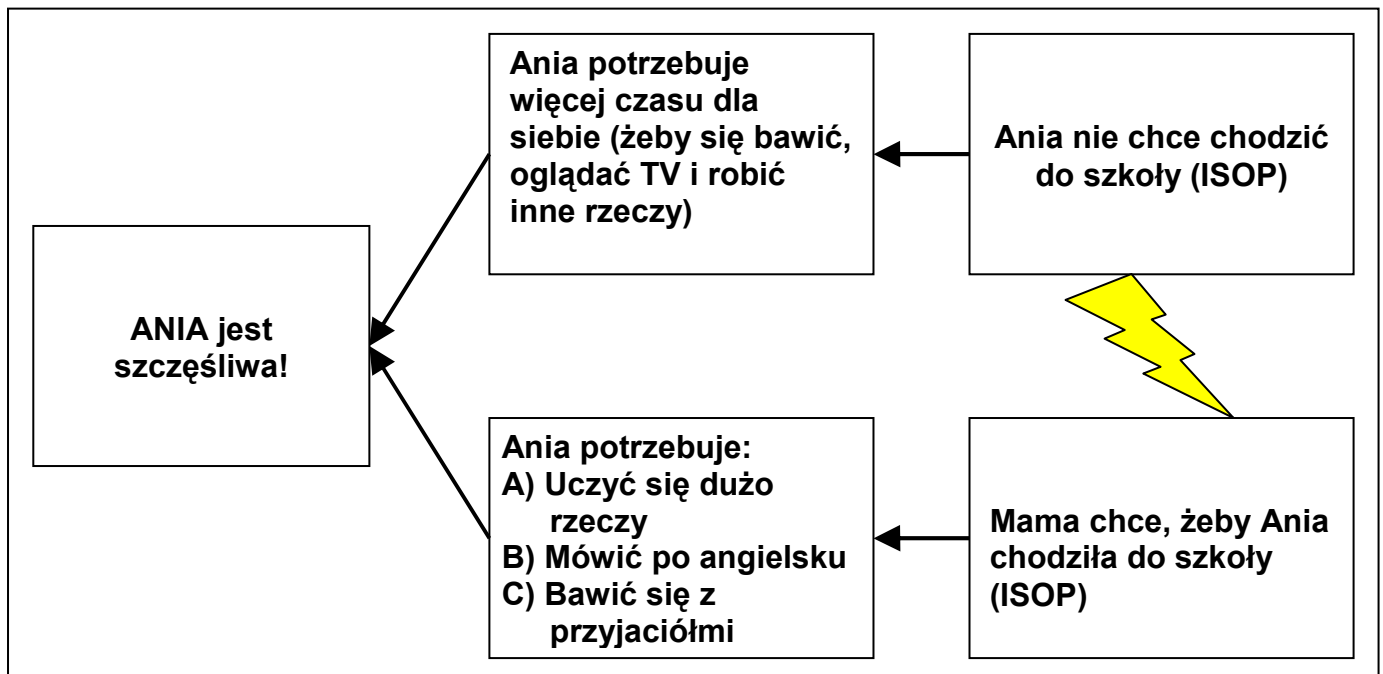 Ania potrzebuje
więcej czasu dla
siebie (żeby się bawić,
oglądać TV i robić
inne rzeczy)
Ania nie chce chodzić
do szkoły (ISOP)
ANIA jest
szczęśliwa!
Ania potrzebuje:
A) Uczyć się dużo
rzeczy
B) Mówić po angielsku
C) Bawić się z
przyjaciółmi
Mama chce, żeby Ania
chodziła do szkoły
(ISOP)